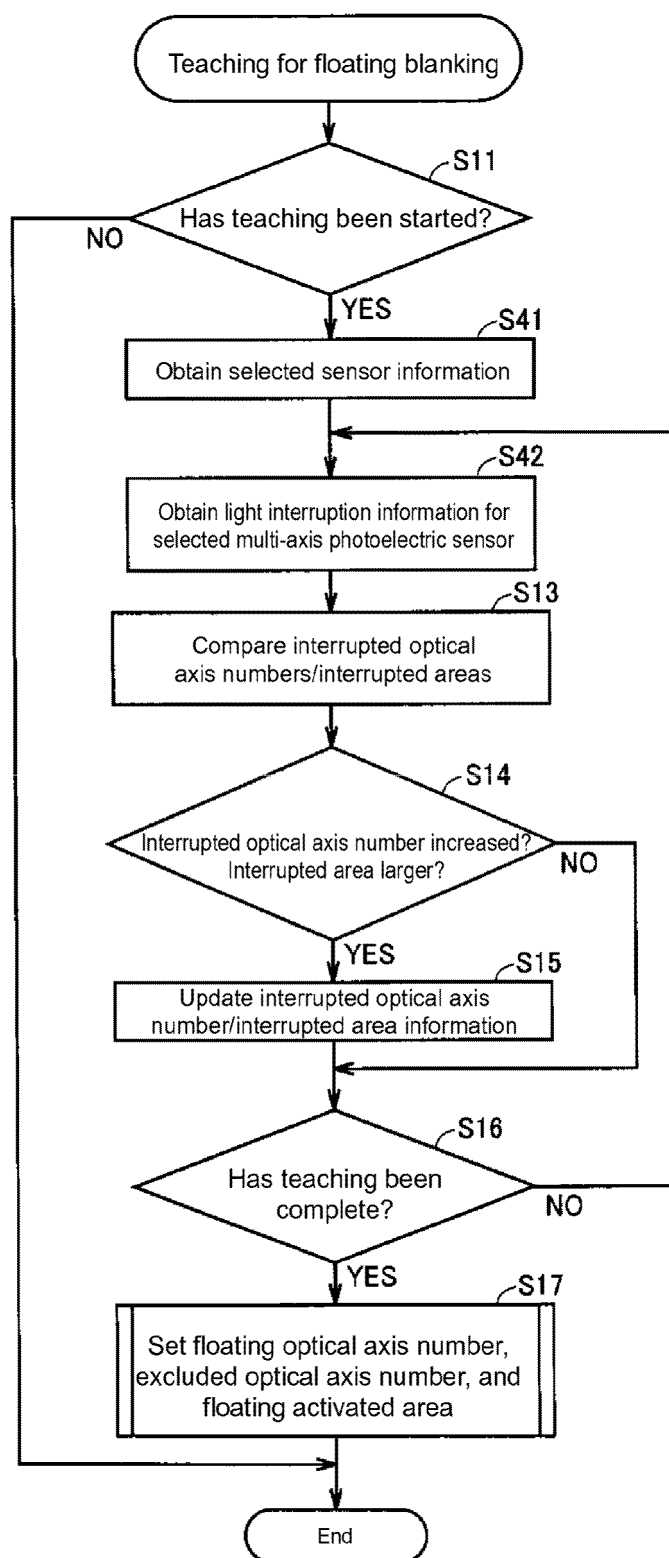 Teaching for floating blanking
S11
Has teaching been started?
NO
YES
S41
Obtain selected sensor information
S42
Obtain light interruption information for
selected multi-axis photoelectric sensor
S13
Compare interrupted optical
axis numbers/interrupted areas
S14
Interrupted optical axis number increased?
Interrupted area larger?
NO
YES
S15
Update interrupted optical axis
number/interrupted area information
S16
Has teaching been
complete?
NO
YES
S17
Set floating optical axis number,
excluded optical axis number, and
floating activated area
End